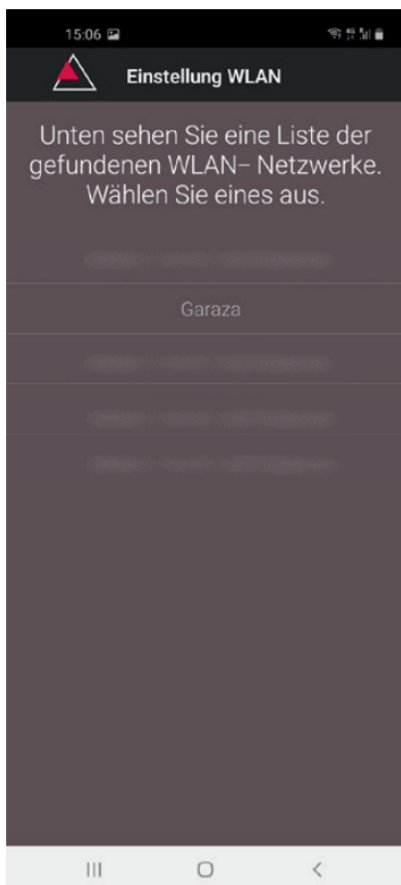 15:06
Einstellung WLAN
Unten sehen Sie eine Liste der
gefundenen WLAN– Netzwerke.
Wählen Sie eines aus.
Garaza